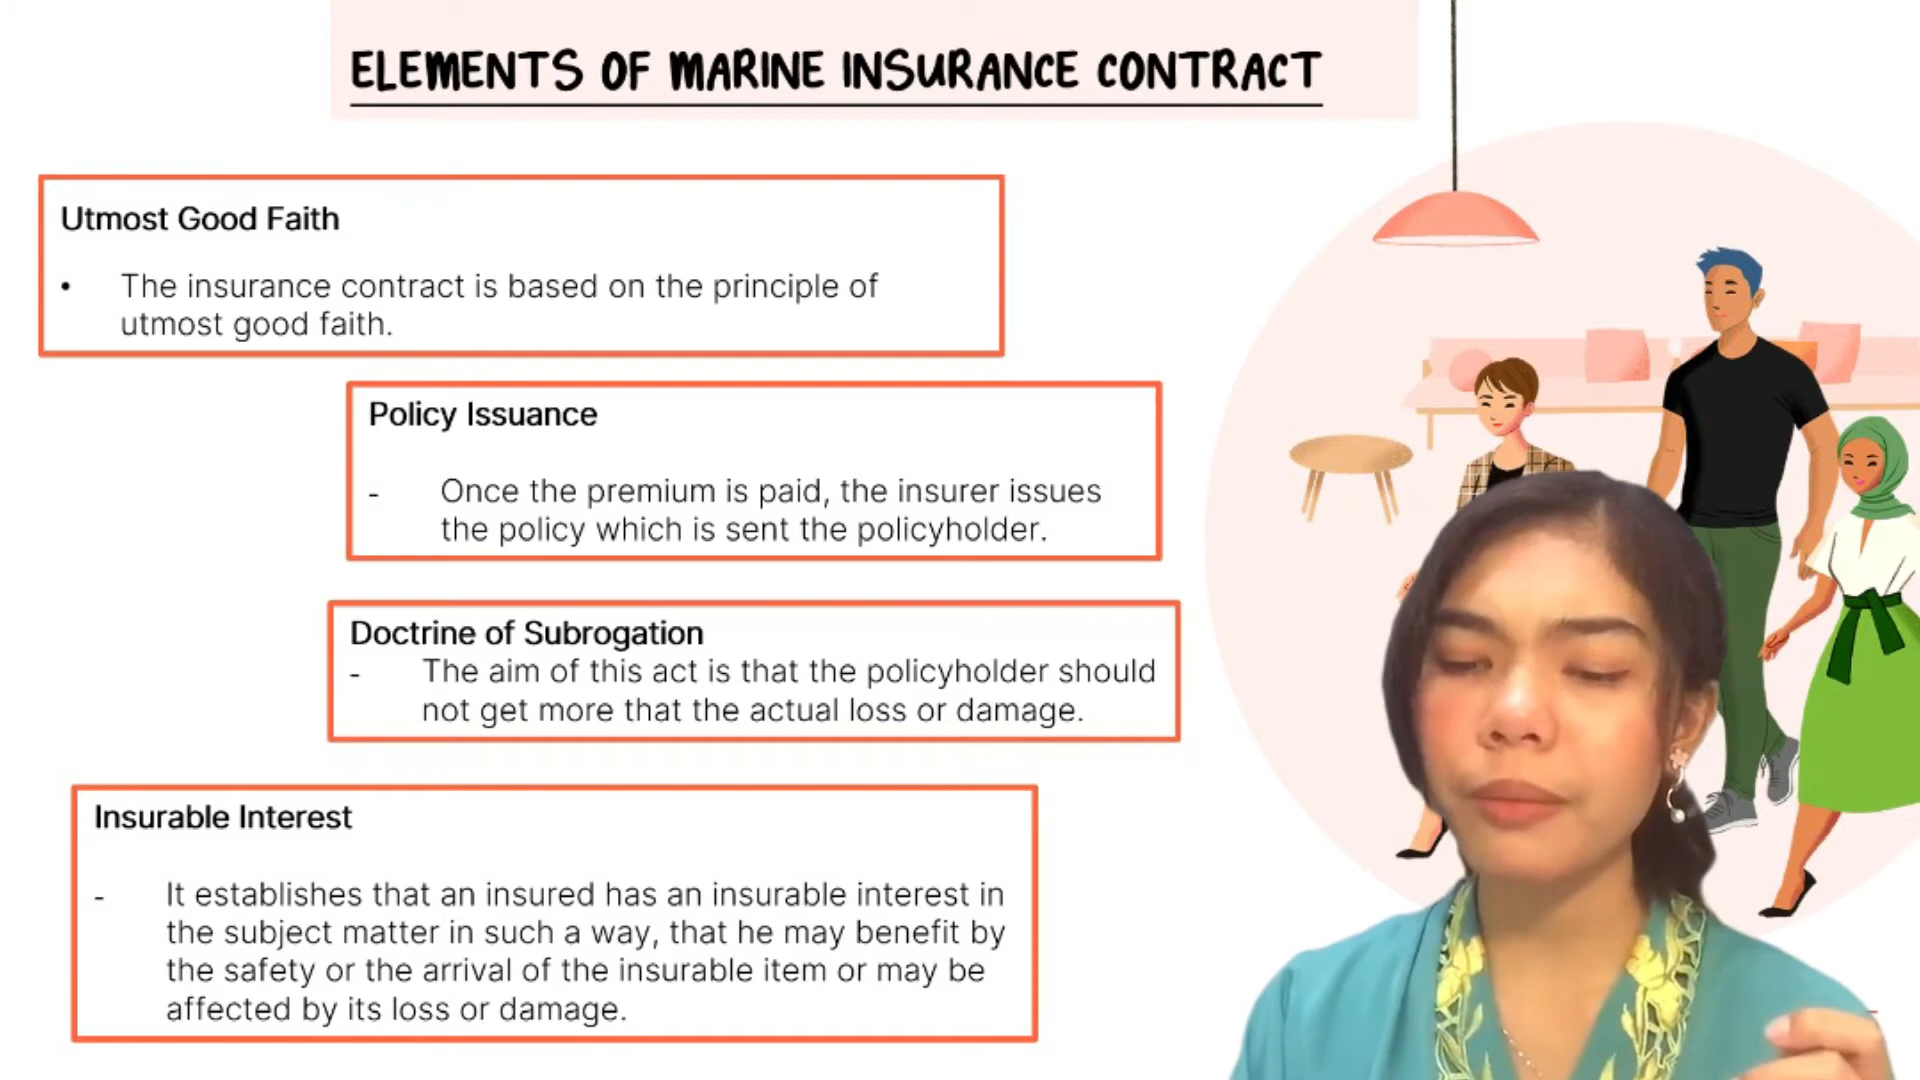 ELEMENTS OF MARINE INSURANCE CONTRACT
Utmost Good Faith
• The insurance contract is based on the principle of
utmost good faith.
Policy Issuance
- Once the premium is paid, the insurer issues
the policy which is sent the policyholder.
Doctrine of Subrogation
- The aim of this act is that the policyholder should
not get more that the actual loss or damage.
Insurable Interest
- It establishes that an insured has an insurable interest in
the subject matter in such a way, that he may benefit by
the safety or the arrival of the insurable item or may be
affected by its loss or damage.